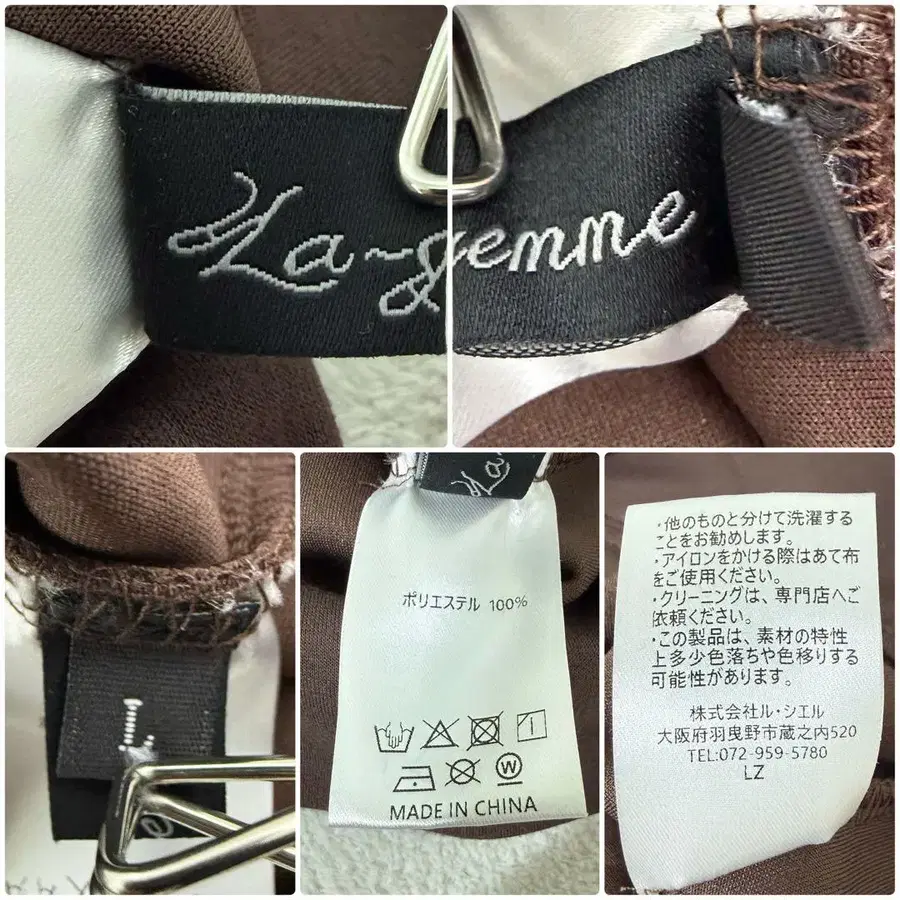 La-gemme
La
ポリエステル 100%
W
MADE IN CHINA
・他のものと分けて洗濯する
ことをお勧めします。
・アイロンをかける際はあて布
をご使用ください。
・クリーニングは、専門店へご
依頼ください。
・この製品は、素材の特性
上多少色落ちや色移りする
可能性があります。
株式会社ル・シエル
大阪府羽曳野市蔵之内520
TEL:072-959-5780
LZ